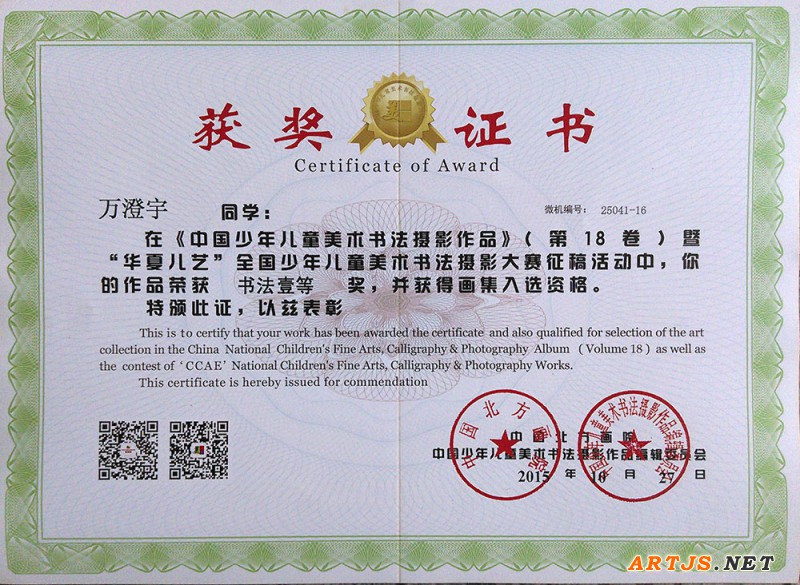 获奖证书
Certificate of Award
万澄宇 同学： 微机编号： 25041-16
在《中国少年儿童美术书法摄影作品》（ 第 18 卷 ）暨
“华夏儿艺”全国少年儿童美术书法摄影大赛征稿活动中，你
的作品荣获 书法壹等 奖，并获得画集入选资格。
特颁此证，以兹表彰
This is to certify that your work has been awarded the certificate and also qualified for selection of the art
collection in the China National Children's Fine Arts, Calligraphy & Photography Album （Volume 18）as well as
the contest of ‘CCAE’ National Children's Fine Arts, Calligraphy & Photography Works.
This certificate is hereby issued for commendation
中国北方画院
中国北方画院
中国少年儿童美术书法摄影作品编辑委员会
2015 年 10 月 27 日
ARTJS.NET